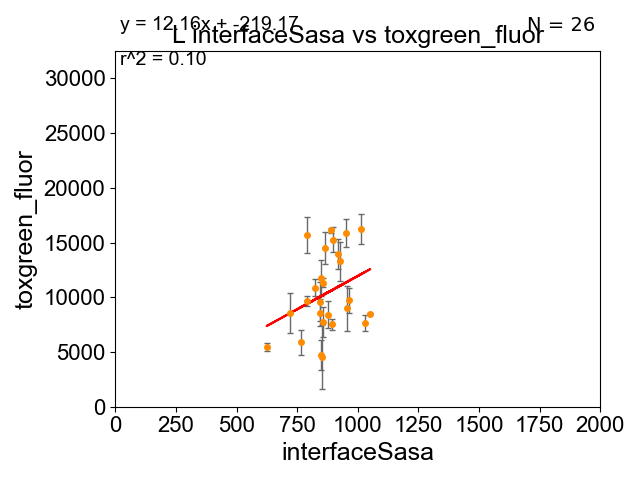 y = 12.16x + -219.17
N = 26
L interfaceSasa vs toxgreen_fluor
r^2 = 0.10
30000
25000
20000
15000
10000
5000
0
toxgreen_fluor
0 250 500 750 1000 1250 1500 1750 2000
interfaceSasa